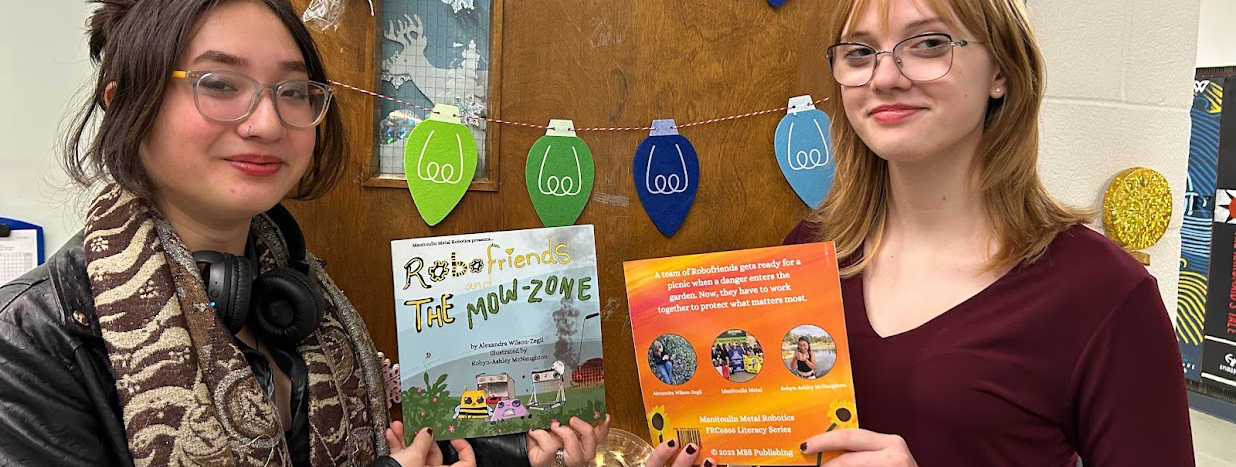 Manitoulin Metal Robotics presents...
Robofriends
and
THE MOW-ZONE
by Alexandra Wilson-Zegil
illustrated by
Robyn-Ashley McNaughton
A team of Robofriends gets ready for a
picnic when a danger enters the
garden. Now, they have to work
together to protect what matters most.
Alexandra Wilson-Zegil
Manitoulin Metal
Robyn-Ashley McNaughton
Manitoulin Metal Robotics
FRC6865 Literacy Series
© 2023 MSS Publishing